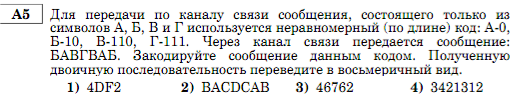 А5 Для передачи по каналу связи сообщения, состоящего только из
символов А, Б, В и Г используется неравномерный (по длине) код: А-0,
Б-10, В-110, Г-111. Через канал связи передается сообщение:
БАВГВАБ. Закодируйте сообщение данным кодом. Полученную
двоичную последовательность переведите в восьмеричный вид.
1) 4DF2 2) BACDCAB 3) 46762 4) 3421312